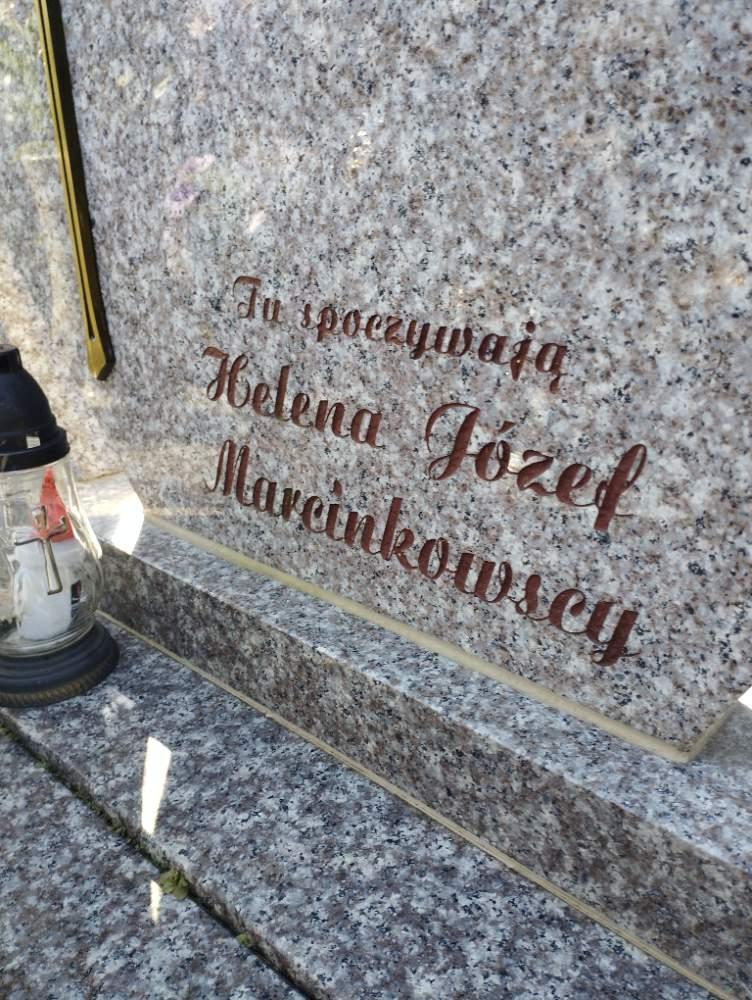 Tu spoczywają
Helena Józef
Marcinkowscy